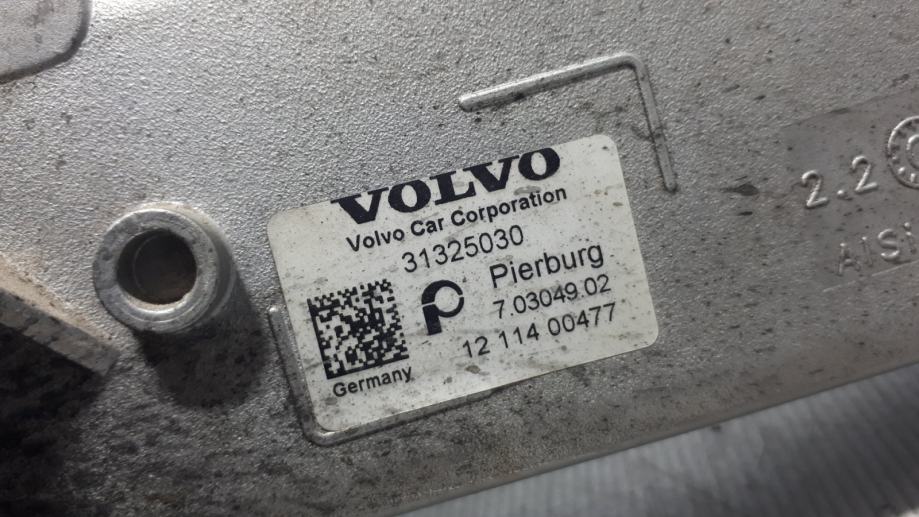 VOLVO
Volvo Car Corporation
31325030
Pierburg
7.03049.02
12 114 00477
Germany
2.2